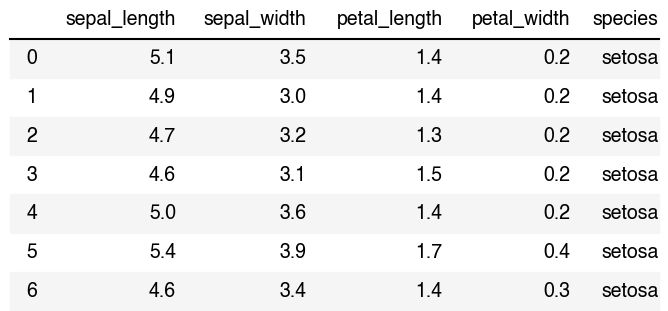 sepal_length sepal_width petal_length petal_width species
0 5.1 3.5 1.4 0.2 setosa
1 4.9 3.0 1.4 0.2 setosa
2 4.7 3.2 1.3 0.2 setosa
3 4.6 3.1 1.5 0.2 setosa
4 5.0 3.6 1.4 0.2 setosa
5 5.4 3.9 1.7 0.4 setosa
6 4.6 3.4 1.4 0.3 setosa